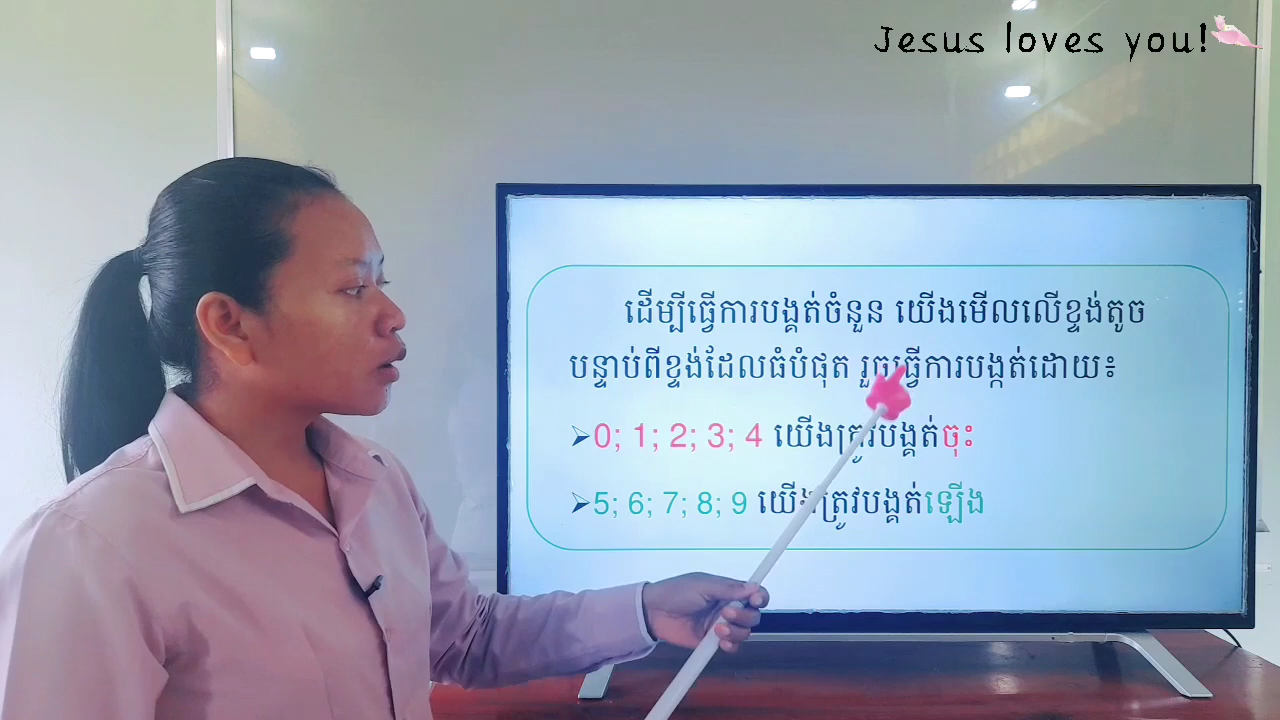 Jesus loves you!
ដើម្បីធ្វើការបង្គត់ចំនួន យើងមើលលើខ្ទង់តូច
បន្ទាប់ពីខ្ទង់ដែលធំបំផុត រួចធ្វើការបង្កត់ដោយ៖
0; 1; 2; 3; 4 យើងត្រូវបង្គត់ចុះ
5; 6; 7; 8; 9 យើងត្រូវបង្គត់ឡើង